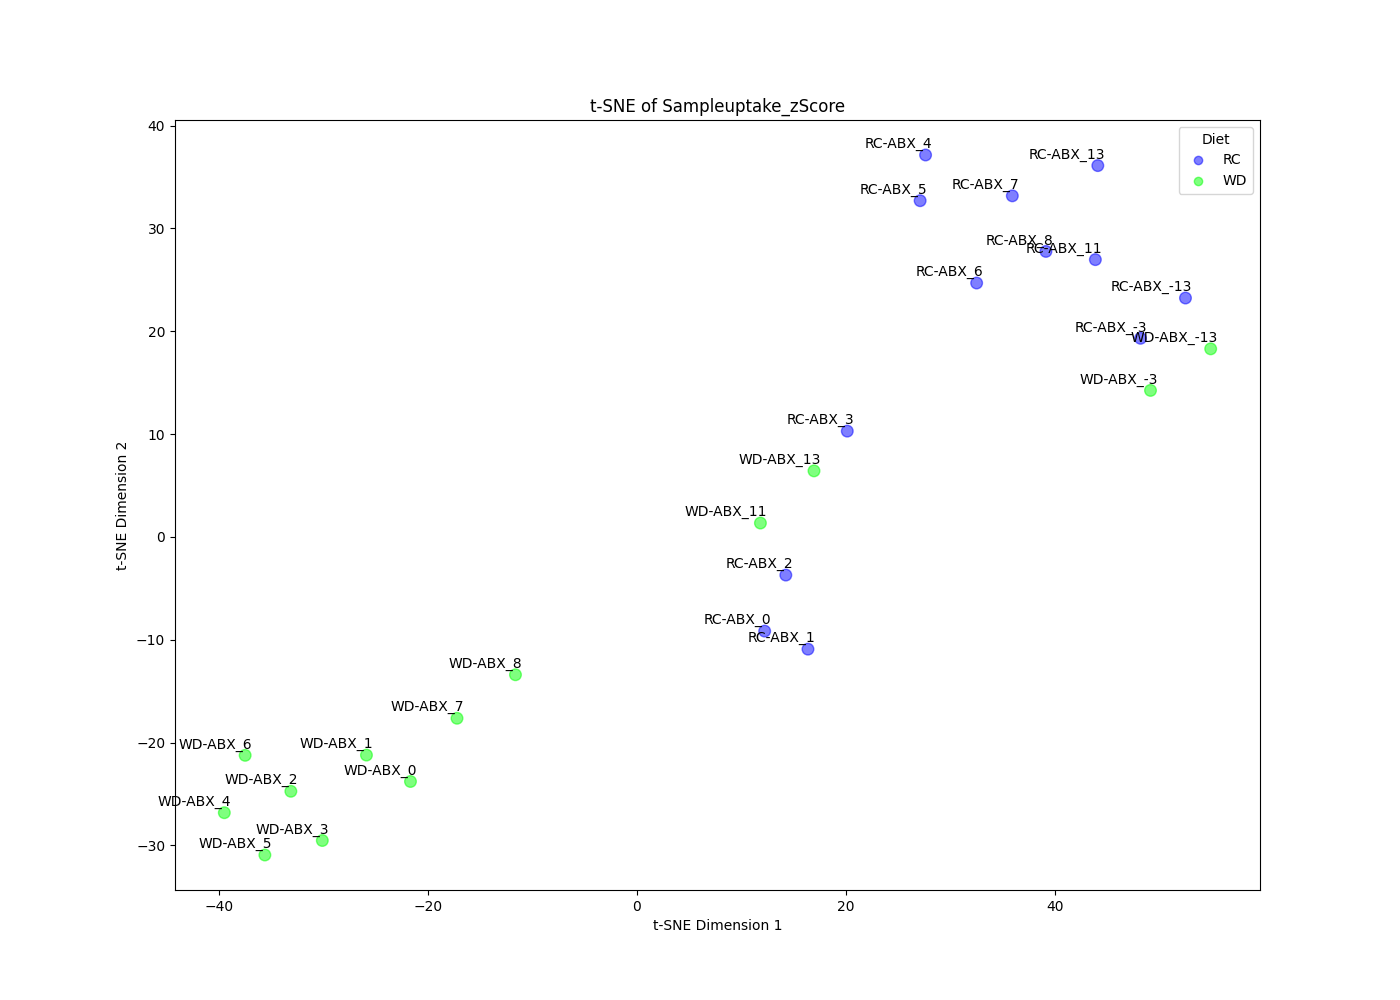 t-SNE of Sampleuptake_zScore
Diet
RC
WD
RC-ABX_4
RC-ABX_13
RC-ABX_7
RC-ABX_5
RC-ABX_8
RC-ABX_11
RC-ABX_6
RC-ABX_-13
RC-ABX_-3
WD-ABX_-13
WD-ABX_-3
RC-ABX_3
WD-ABX_13
WD-ABX_11
RC-ABX_2
RC-ABX_0
RC-ABX_1
WD-ABX_8
WD-ABX_7
WD-ABX_6
WD-ABX_1
WD-ABX_0
WD-ABX_2
WD-ABX_4
WD-ABX_3
WD-ABX_5
40
30
20
10
0
−10
−20
−30
t-SNE Dimension 2
−40
−20
0
20
40
t-SNE Dimension 1